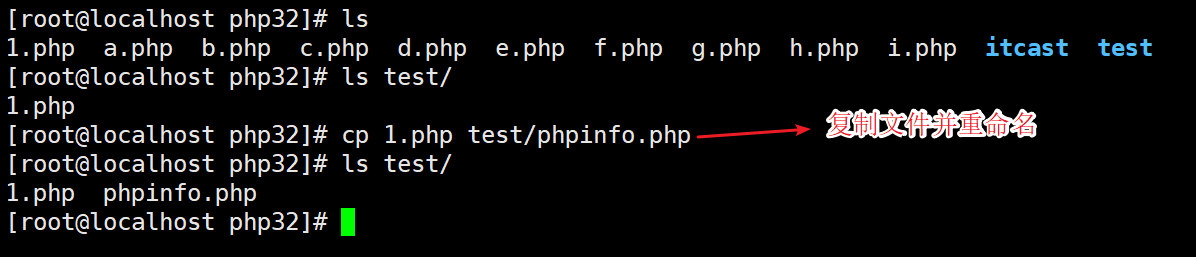 [root@localhost php32]# ls
1.php  a.php  b.php  c.php  d.php  e.php  f.php  g.php  h.php  i.php  itcast  test
[root@localhost php32]# ls test/
1.php
[root@localhost php32]# cp 1.php test/phpinfo.php 复制文件并重命名
[root@localhost php32]# ls test/
1.php  phpinfo.php
[root@localhost php32]#